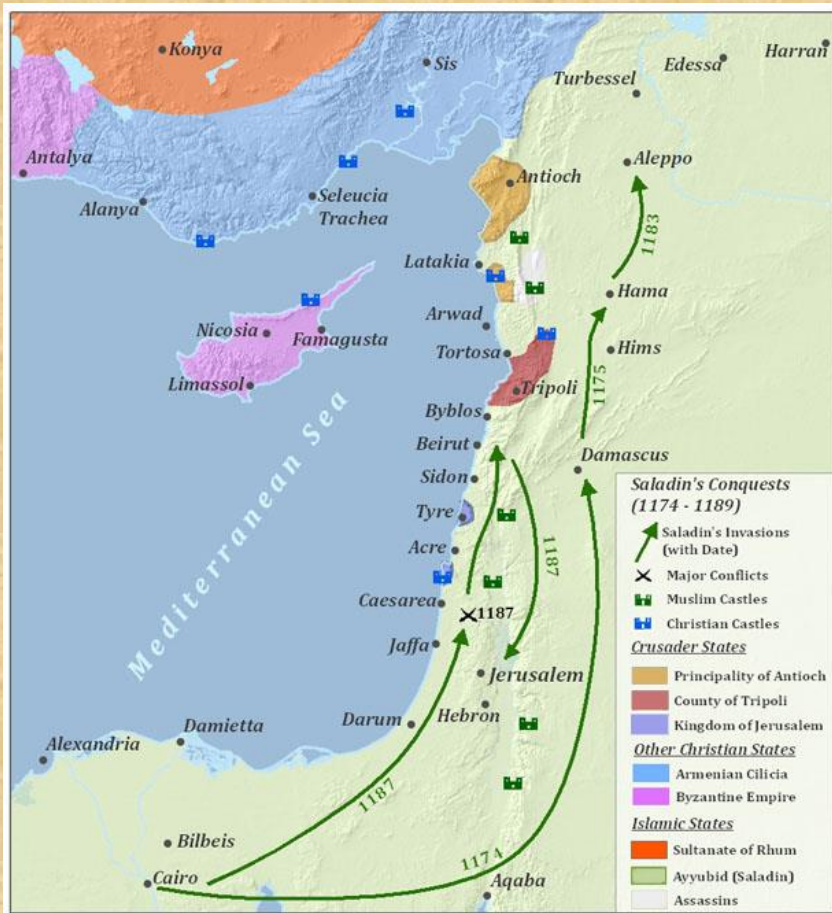 Konya
Sis
Edessa
Harran
Turbessel
Antalya
Aleppo
Antioch
Alanya
Seleucia
Trachea
1183
Latakia
Hama
Arwad
Nicosia
Famagusta
Tortosa
Hims
Limassol
Tripoli
1175
Byblos
Beirut
Damascus
Sidon
Mediterranean Sea
Tyre
Acre
1187
Caesarea
1187
Jaffa
Jerusalem
Hebron
Darum
Damietta
Alexandria
1187
Bilbeis
1174
Cairo
Aqaba
Saladin's Conquests
(1174 - 1189)
Saladin's Invasions
(with Date)
Major Conflicts
Muslim Castles
Christian Castles
Crusader States
Principality of Antioch
County of Tripoli
Kingdom of Jerusalem
Other Christian States
Armenian Cilicia
Byzantine Empire
Islamic States
Sultanate of Rhum
Ayyubid (Saladin)
Assassins